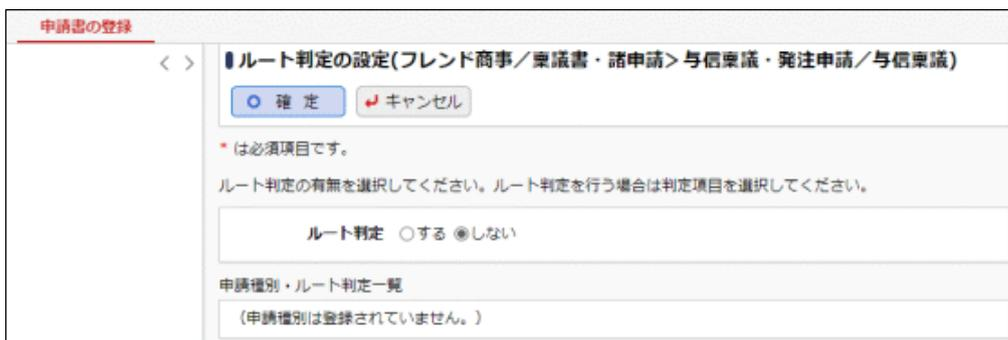 申請書の登録
< >
ルート判定の設定(フレンド商事／稟議書・諸申請>与信稟議・発注申請／与信稟議)
確 定
キャンセル
* は必須項目です。
ルート判定の有無を選択してください。ルート判定を行う場合は判定項目を選択してください。
ルート判定 ○する ◉しない
申請種別・ルート判定一覧
（申請種別は登録されていません。）